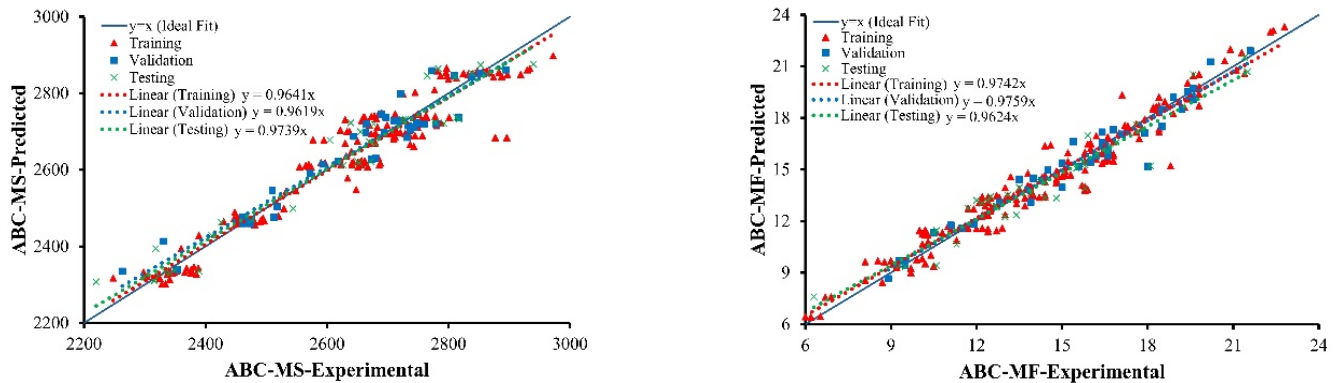 3000
2800
2600
2400
2200
ABC-MS-Predicted
y=x (Ideal Fit)
Training
Validation
Testing
Linear (Training) y = 0.9641x
Linear (Validation) y = 0.9619x
Linear (Testing) y = 0.9739x
2200 2400 2600 2800 3000
ABC-MS-Experimental
24
21
18
15
12
9
6
ABC-MF-Predicted
y=x (Ideal Fit)
Training
Validation
Testing
Linear (Training) y = 0.9742x
Linear (Validation) y = 0.9759x
Linear (Testing) y = 0.9624x
6 9 12 15 18 21 24
ABC-MF-Experimental